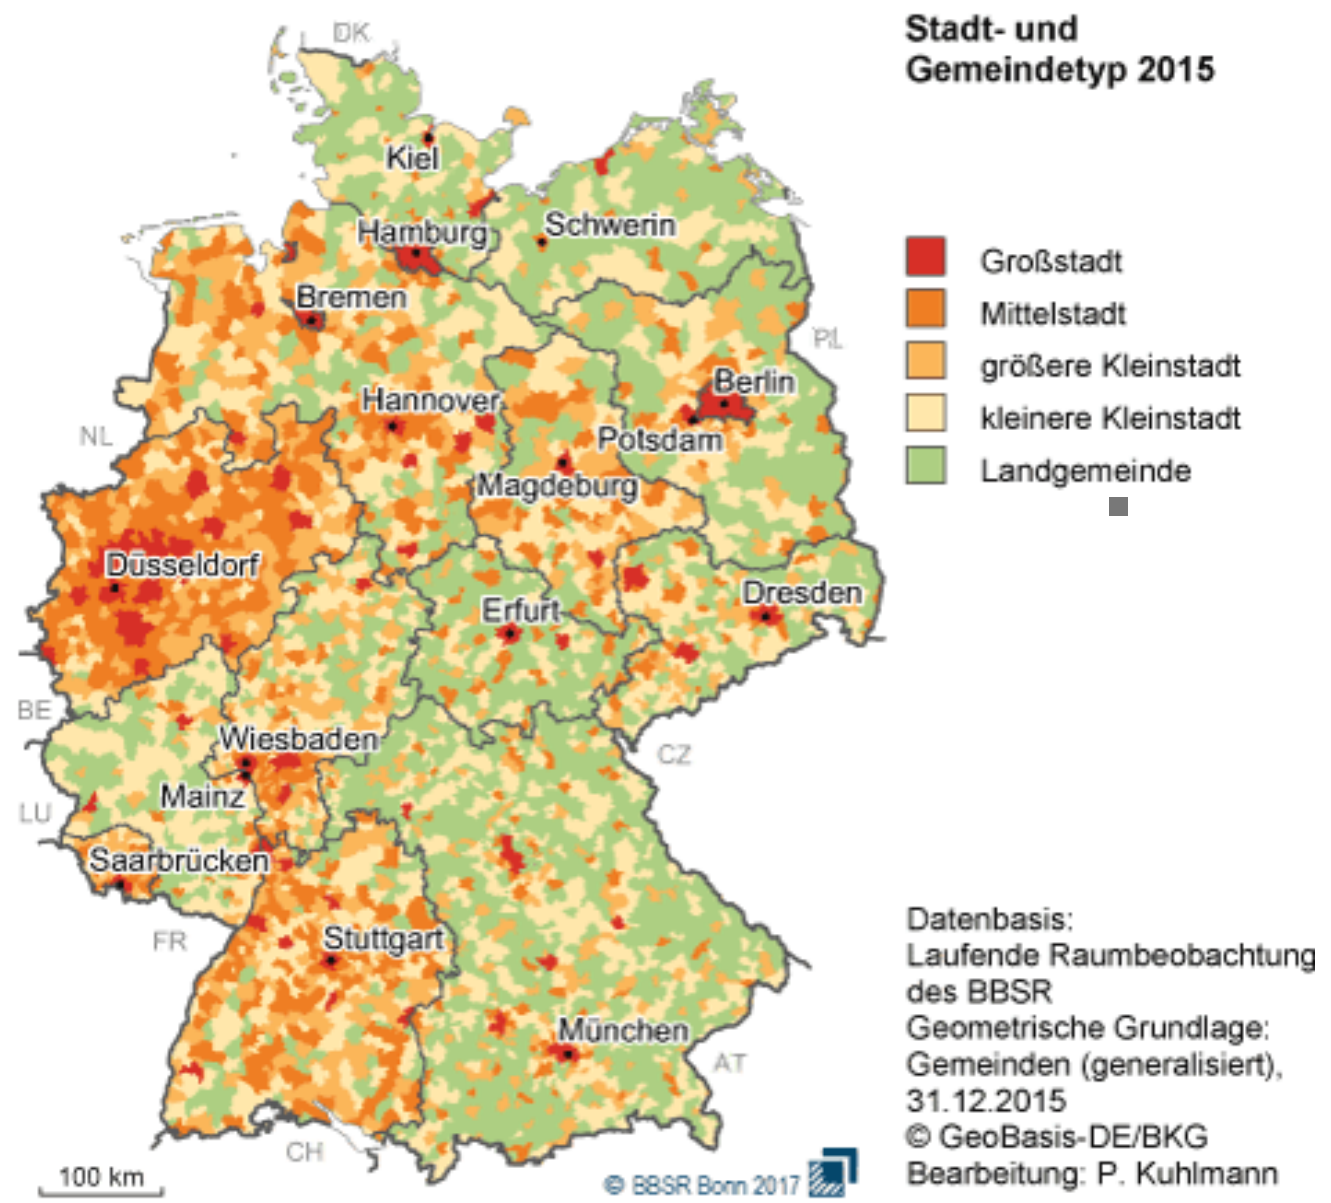 Stadt- und
Gemeindetyp 2015
DK
Kiel
Hamburg
Schwerin
Bremen
PL
Berlin
Hannover
NL
Potsdam
Magdeburg
Düsseldorf
Dresden
Erfurt
BE
Wiesbaden
CZ
Mainz
LU
Saarbrücken
FR
Stuttgart
München
AT
CH
100 km
© BBSR Bonn 2017
Großstadt
Mittelstadt
größere Kleinstadt
kleinere Kleinstadt
Landgemeinde
Datenbasis:
Laufende Raumbeobachtung
des BBSR
Geometrische Grundlage:
Gemeinden (generalisiert),
31.12.2015
© GeoBasis-DE/BKG
Bearbeitung: P. Kuhlmann